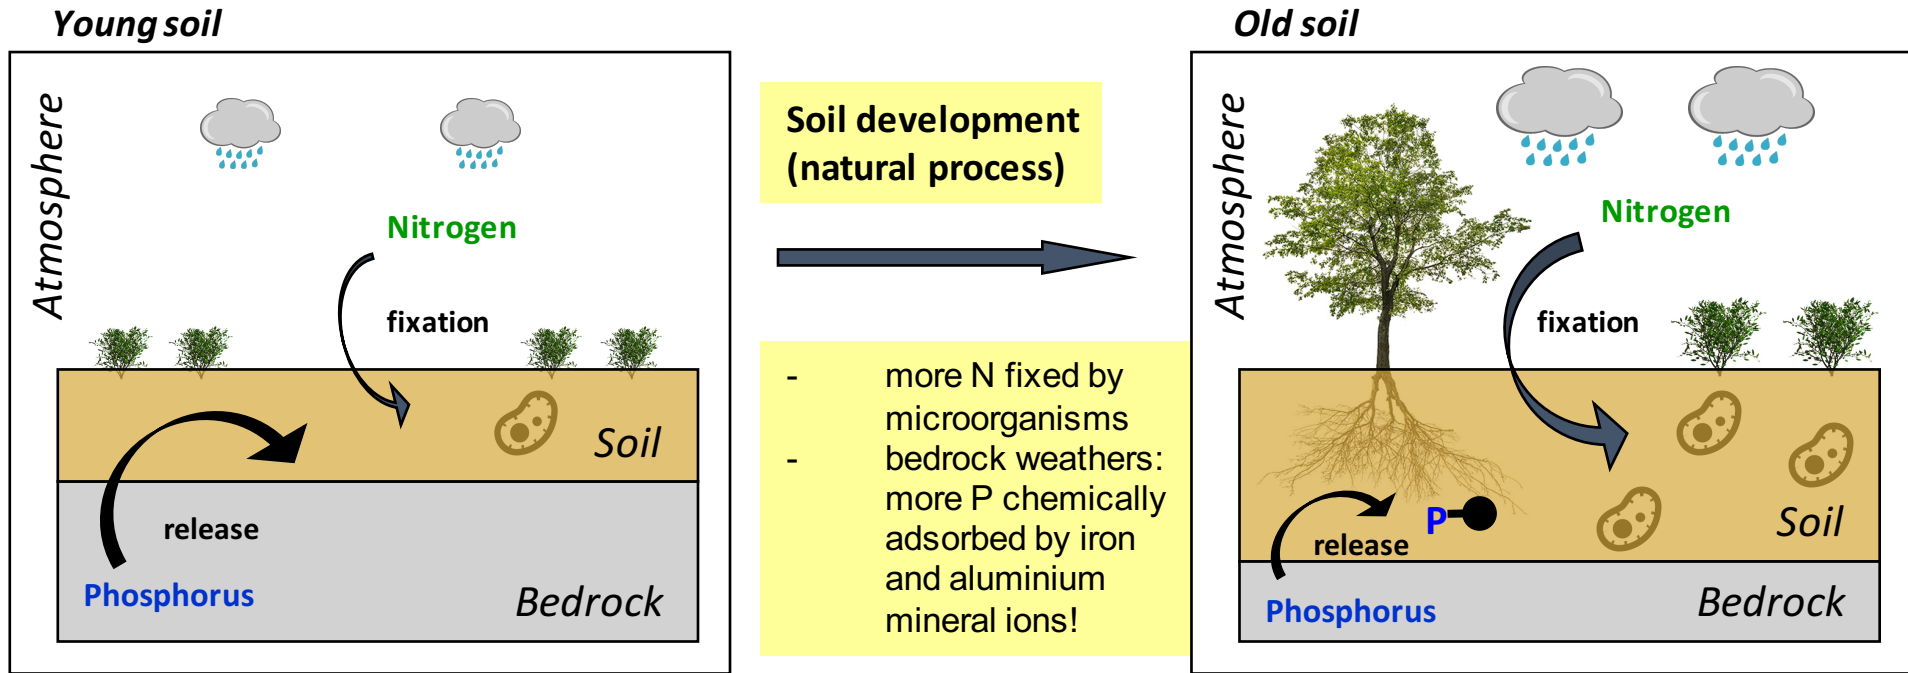 Young soil
Atmosphere
Nitrogen
fixation
Soil
release
Phosphorus
Bedrock
Soil development
(natural process)
- more N fixed by
microorganisms
- bedrock weathers:
more P chemically
adsorbed by iron
and aluminium
mineral ions!
Old soil
Atmosphere
Nitrogen
fixation
P
Soil
release
Phosphorus
Bedrock